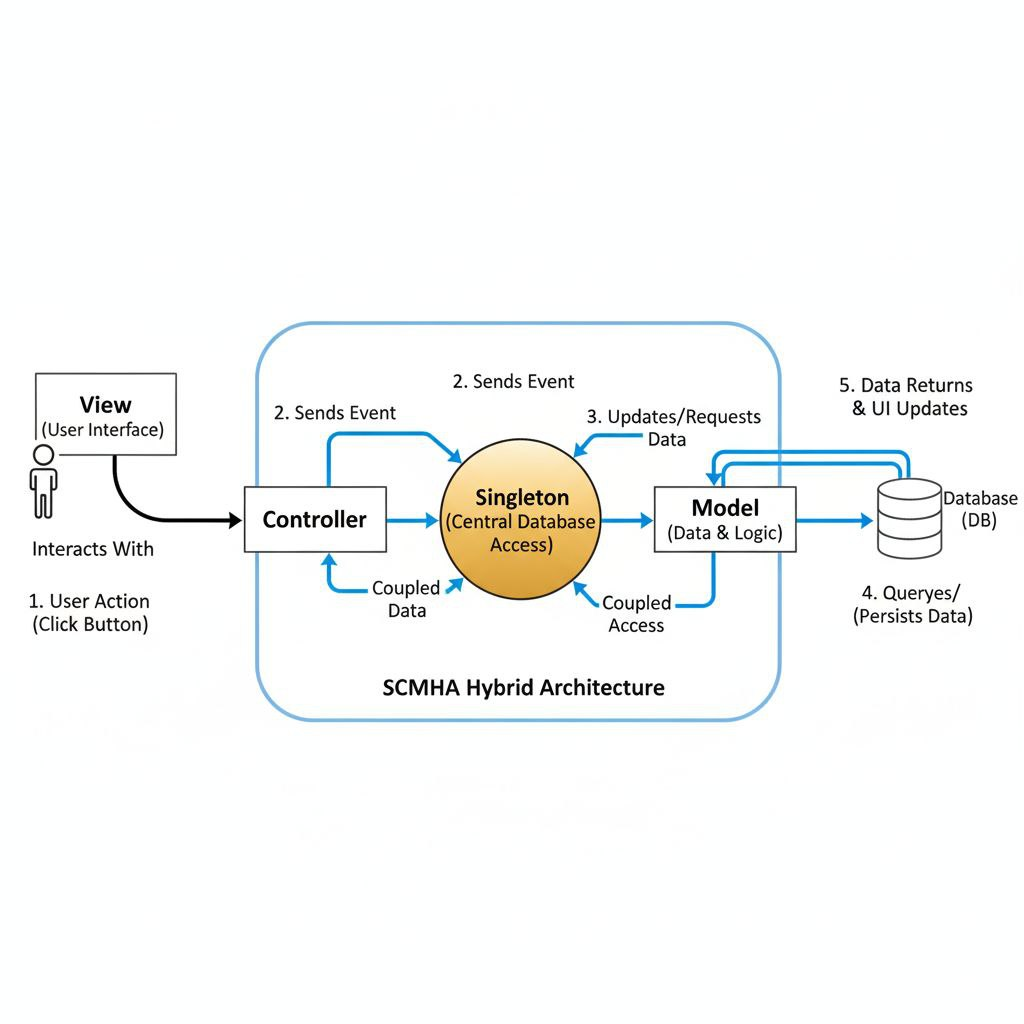 View
(User Interface)
Interacts With
1. User Action
(Click Button)
2. Sends Event
2. Sends Event
3. Updates/Requests
Data
Controller
Singleton
(Central Database
Access)
Model
(Data & Logic)
Coupled
Data
Coupled
Access
5. Data Returns
& UI Updates
Database
(DB)
4. Queryes/
(Persists Data)
SCMHA Hybrid Architecture